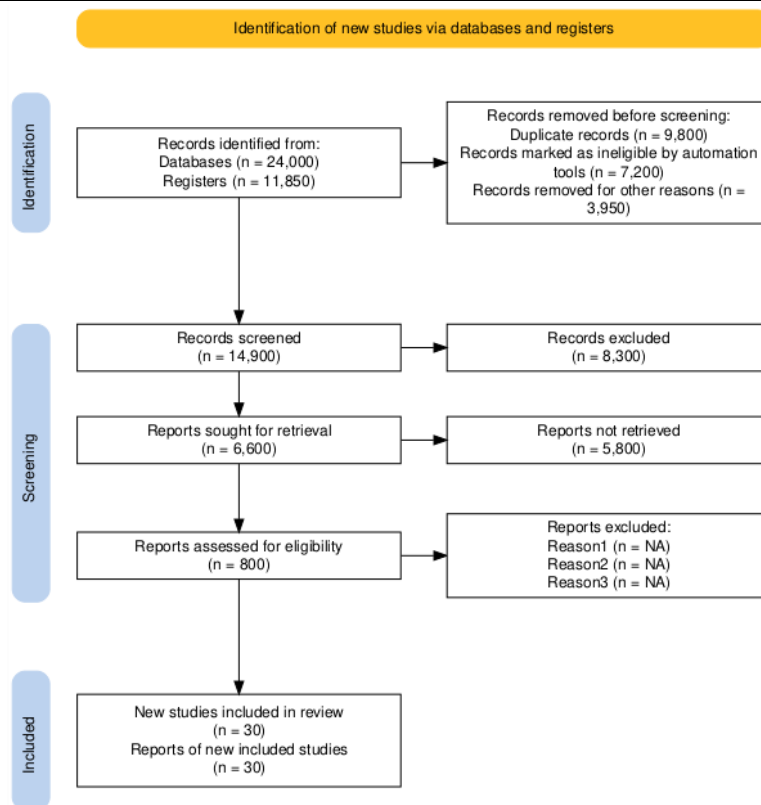 Identification of new studies via databases and registers
Identification
Records identified from:
Databases (n = 24,000)
Registers (n = 11,850)
Records removed before screening:
Duplicate records (n = 9,800)
Records marked as ineligible by automation
tools (n = 7,200)
Records removed for other reasons (n =
3,950)
Screening
Records screened
(n = 14,900)
Records excluded
(n = 8,300)
Reports sought for retrieval
(n = 6,600)
Reports not retrieved
(n = 5,800)
Reports assessed for eligibility
(n = 800)
Reports excluded:
Reason1 (n = NA)
Reason2 (n = NA)
Reason3 (n = NA)
Included
New studies included in review
(n = 30)
Reports of new included studies
(n = 30)